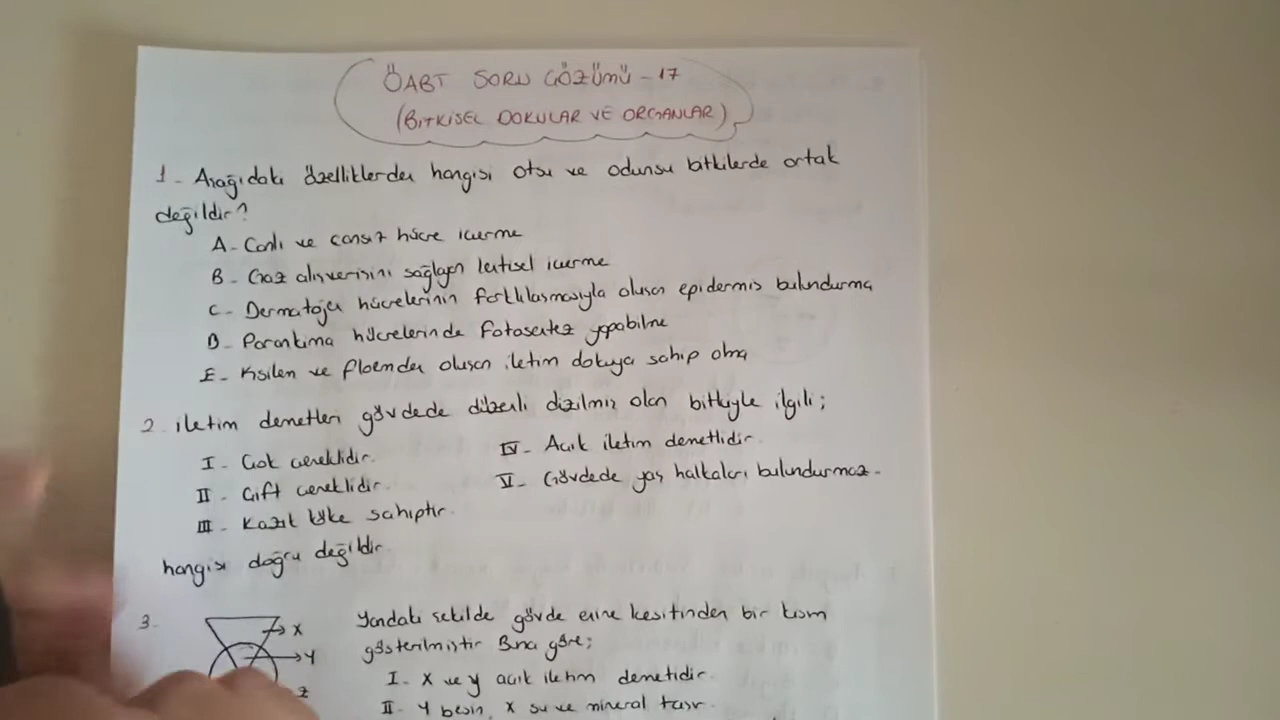 ÖABT SORU ÇÖZÜMÜ - 17
(BİTKİSEL DOKULAR VE ORGANLAR)
1 - Aşağıdaki özelliklerden hangisi otsu ve odunsu bitkilerde ortak
değildir?
A - Canlı ve cansız hücre içerme
B - Gaz alışverişini sağlayan lentisel içerme
C - Dermatojen hücrelerinin farklılaşmasıyla oluşan epidermis bulundurma
D - Parankima hücrelerinde fotosentez yapabilme
E - Ksilem ve floemden oluşan iletim dokuya sahip olma
2 - İletim demetleri gövdede düzenli dizilmiş olan bitkiyle ilgili;
I - Çok çeneklidir.
II - Çift çeneklidir.
III - Kazık köke sahiptir.
IV - Açık iletim demetlidir.
V - Gövdede yaş halkaları bulundurmaz.
hangisi doğru değildir.
3 -
X
Y
Z
Yandaki şekilde gövde enine kesitinden bir kısım
gösterilmiştir. Buna göre;
I - X ve Y açık iletim demetidir.
II - Y besin, X su ve mineral taşır.